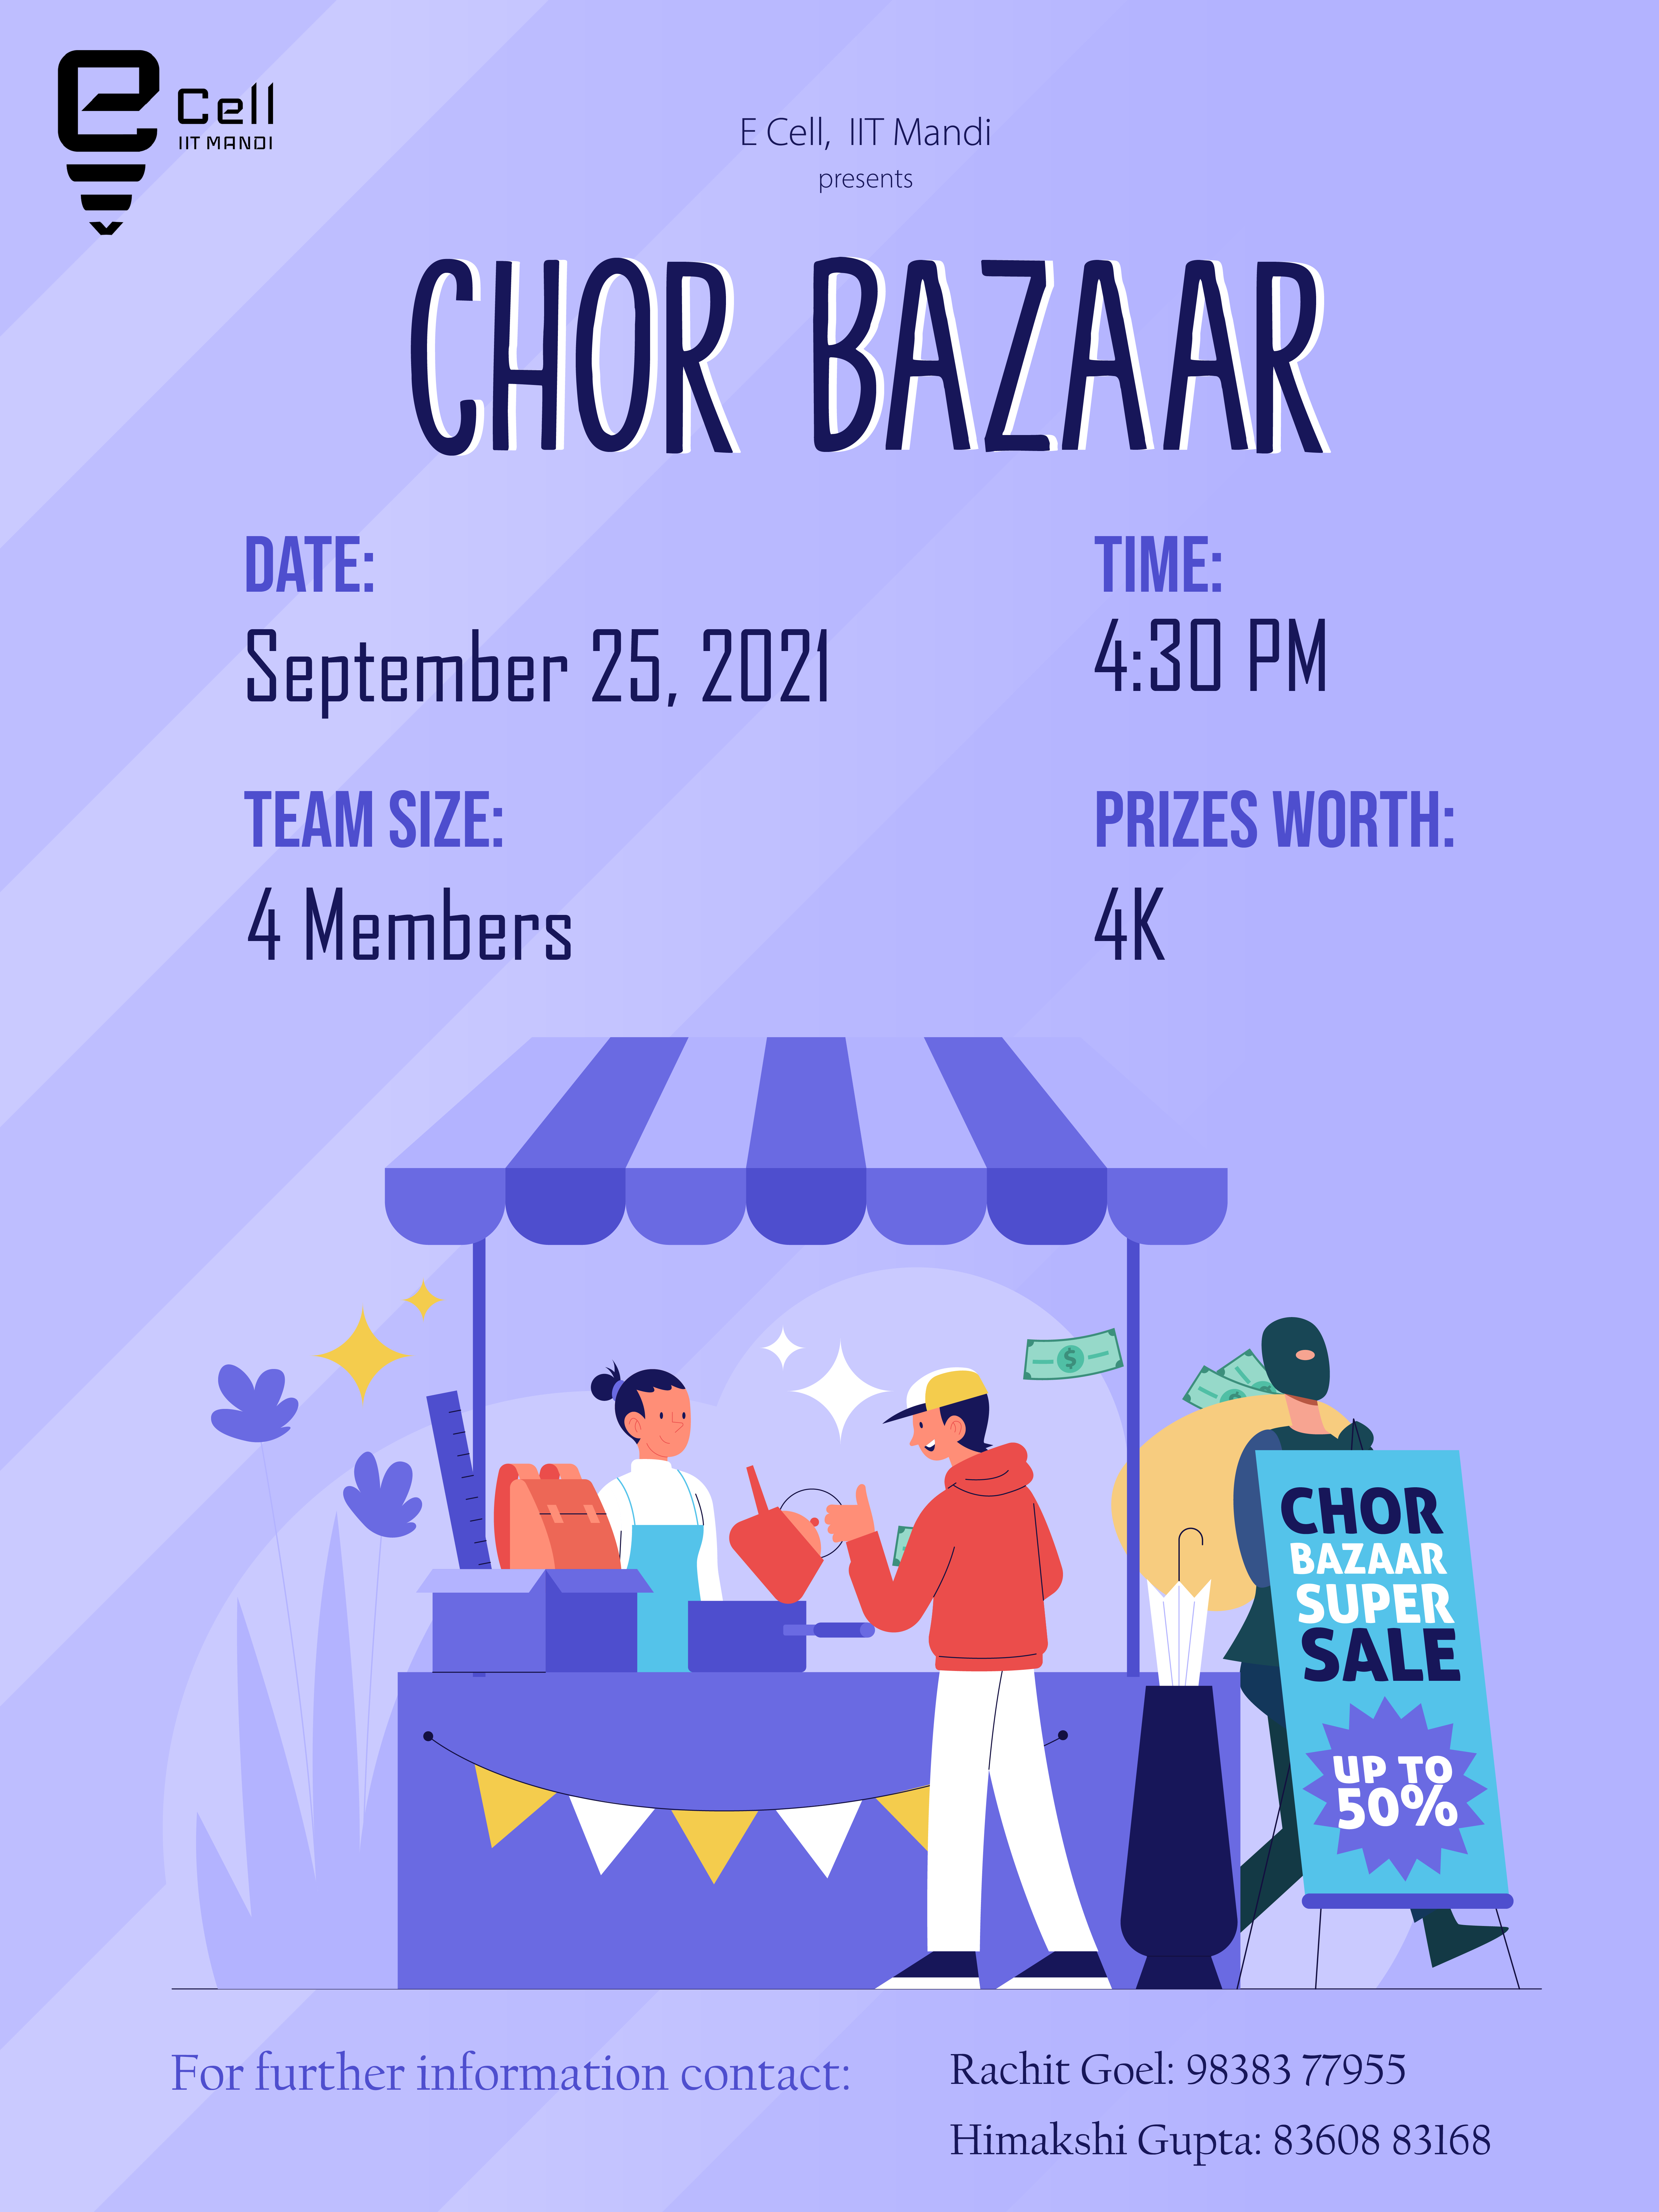 e Cell
IIT MANDI
E Cell, IIT Mandi
presents
CHOR BAZAAR
DATE:
September 25, 2021
TIME:
4:30 PM
TEAM SIZE:
4 Members
PRIZES WORTH:
4K
$
$
CHOR
BAZAAR
SUPER
SALE
UP TO
50%
For further information contact:
Rachit Goel: 98383 77955
Himakshi Gupta: 83608 83168